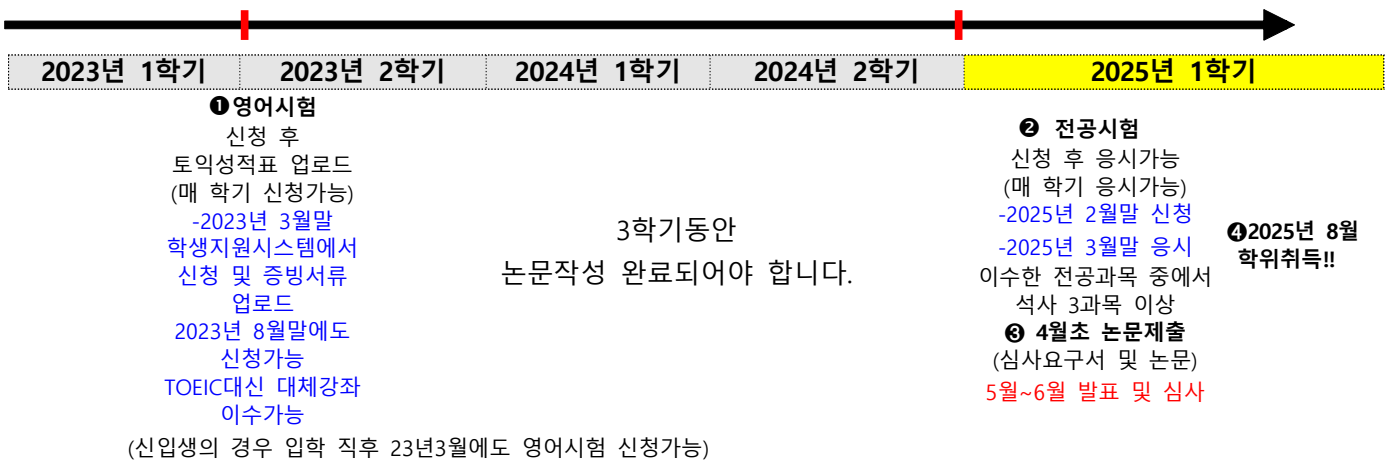 2023년 1학기 2023년 2학기 2024년 1학기 2024년 2학기 2025년 1학기
❶영어시험
신청 후
토익성적표 업로드
(매 학기 신청가능)
-2023년 3월말
학생지원시스템에서
신청 및 증빙서류
업로드
2023년 8월말에도
신청가능
TOEIC대신 대체강좌
이수가능
(신입생의 경우 입학 직후 23년3월에도 영어시험 신청가능)
3학기동안
논문작성 완료되어야 합니다.
❷ 전공시험
신청 후 응시가능
(매 학기 응시가능)
-2025년 2월말 신청
-2025년 3월말 응시
이수한 전공과목 중에서
석사 3과목 이상
❸ 4월초 논문제출
(심사요구서 및 논문)
5월~6월 발표 및 심사
❹2025년 8월
학위취득!!